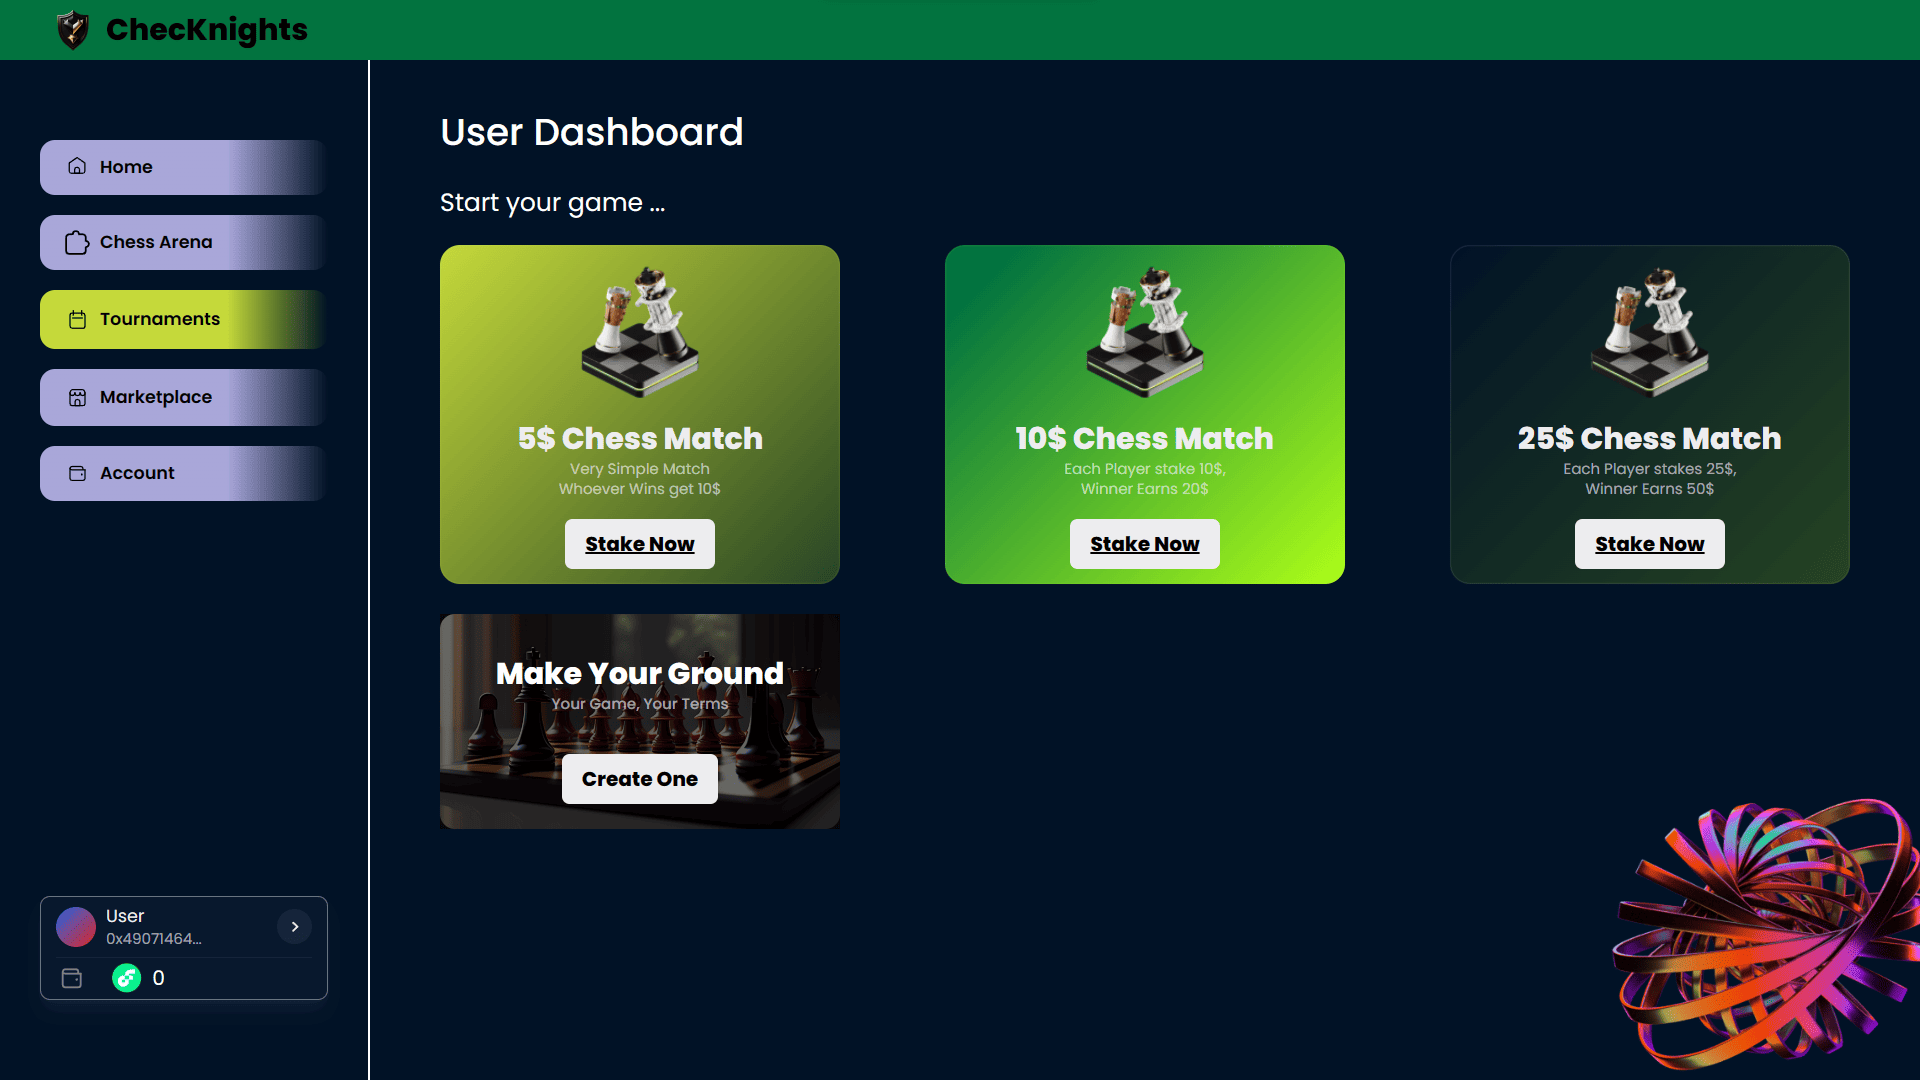 ChecKnights
Home
Chess Arena
Tournaments
Marketplace
Account
User
0x49071464...
0
User Dashboard
Start your game ...
5$ Chess Match
Very Simple Match
Whoever Wins get 10$
Stake Now
10$ Chess Match
Each Player stake 10$,
Winner Earns 20$
Stake Now
25$ Chess Match
Each Player stakes 25$,
Winner Earns 50$
Stake Now
Make Your Ground
Your Game, Your Terms
Create One